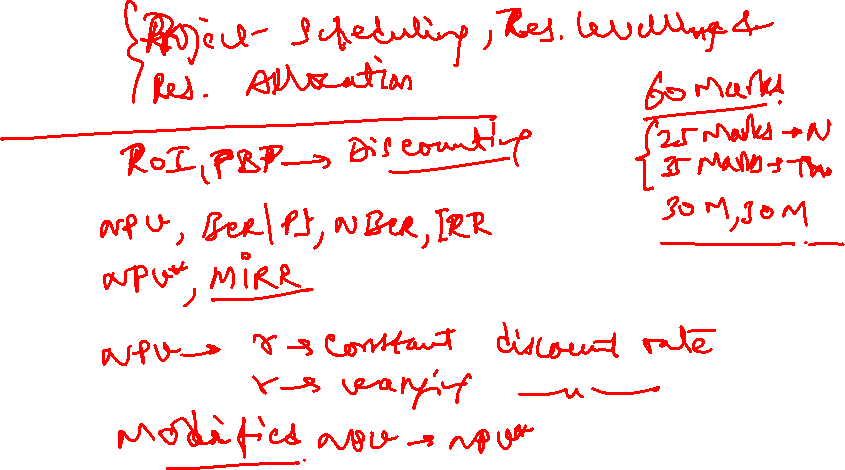 Project Scheduling, Res. Levelling &
Res. Allocation
60 Marks
25 Marks → N
35 Marks → Th
30 M, 30 M
ROI, PBP → Discounting
NPV, BCR/PI, NBCR, IRR
NPV*, MIRR
NPV → r → constant discount rate
r → varying — " —
Modified NPV → NPV*